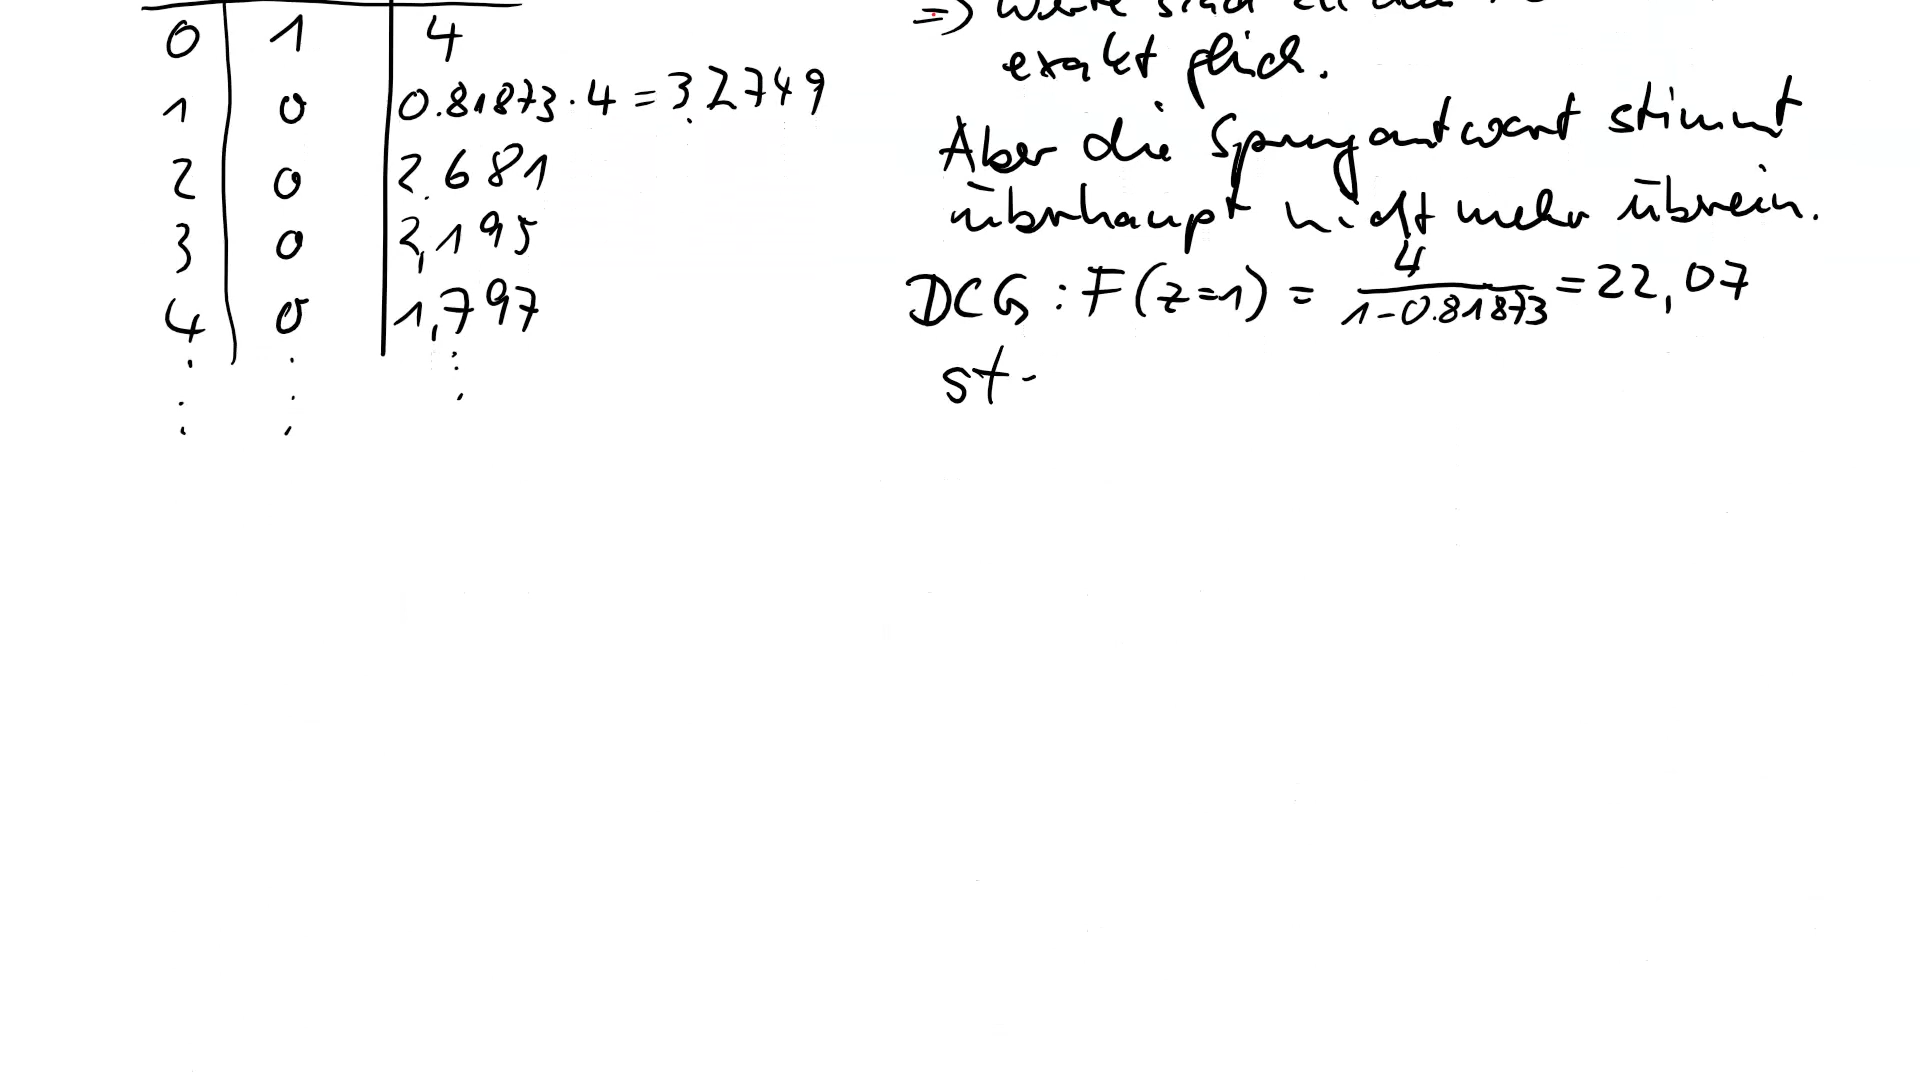 0 1 4
1 0 0.81873 · 4 = 3.2749
2 0 2.681
3 0 2,195
4 0 1,797
=> Werte sind
exakt glich.
Aber die Sprungantwort stimmt
überhaupt nicht mehr überein.
DCG : F(z=1) = 4 / (1-0.81873) = 22,07
st-